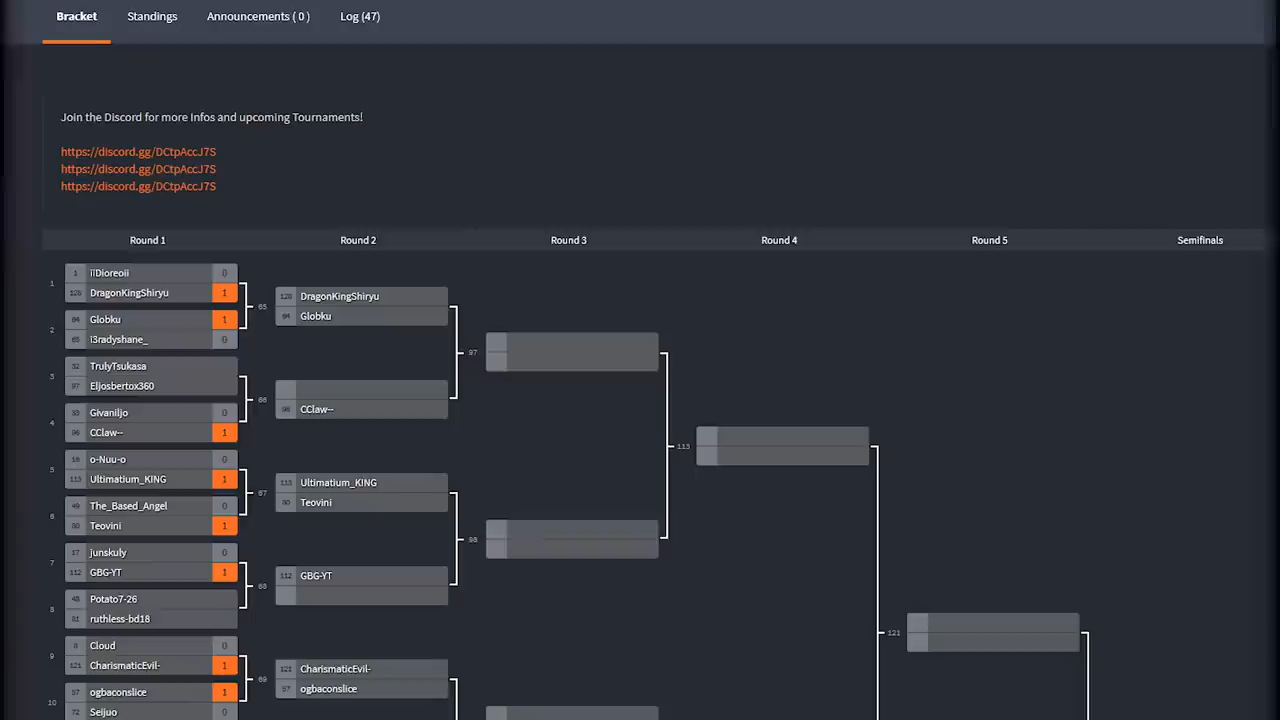 Bracket Standings Announcements ( 0 ) Log (47)
Join the Discord for more Infos and upcoming Tournaments!
https://discord.gg/DCtpAccJ7S
https://discord.gg/DCtpAccJ7S
https://discord.gg/DCtpAccJ7S
Round 1 Round 2 Round 3 Round 4 Round 5 Semifinals
1 iiDioreoii 0
128 DragonKingShiryu 1
65 128 DragonKingShiryu
64 Globku
2 64 Globku 1
65 i3radyshane_ 0
97
3 32 TrulyTsukasa
97 Eljosbertox360
66 96 CClaw--
4 33 Givaniljo 0
96 CClaw-- 1
113
5 16 o-Nuu-o 0
113 Ultimatium_KING 1
67 113 Ultimatium_KING
80 Teovini
6 49 The_Based_Angel 0
80 Teovini 1
98
7 17 junskuly 0
112 GBG-YT 1
68 112 GBG-YT
8 48 Potato7-26
81 ruthless-bd18
121
9 8 Cloud 0
121 CharismaticEvil- 1
69 121 CharismaticEvil-
57 ogbaconslice
10 57 ogbaconslice 1
72 Seijuo 0